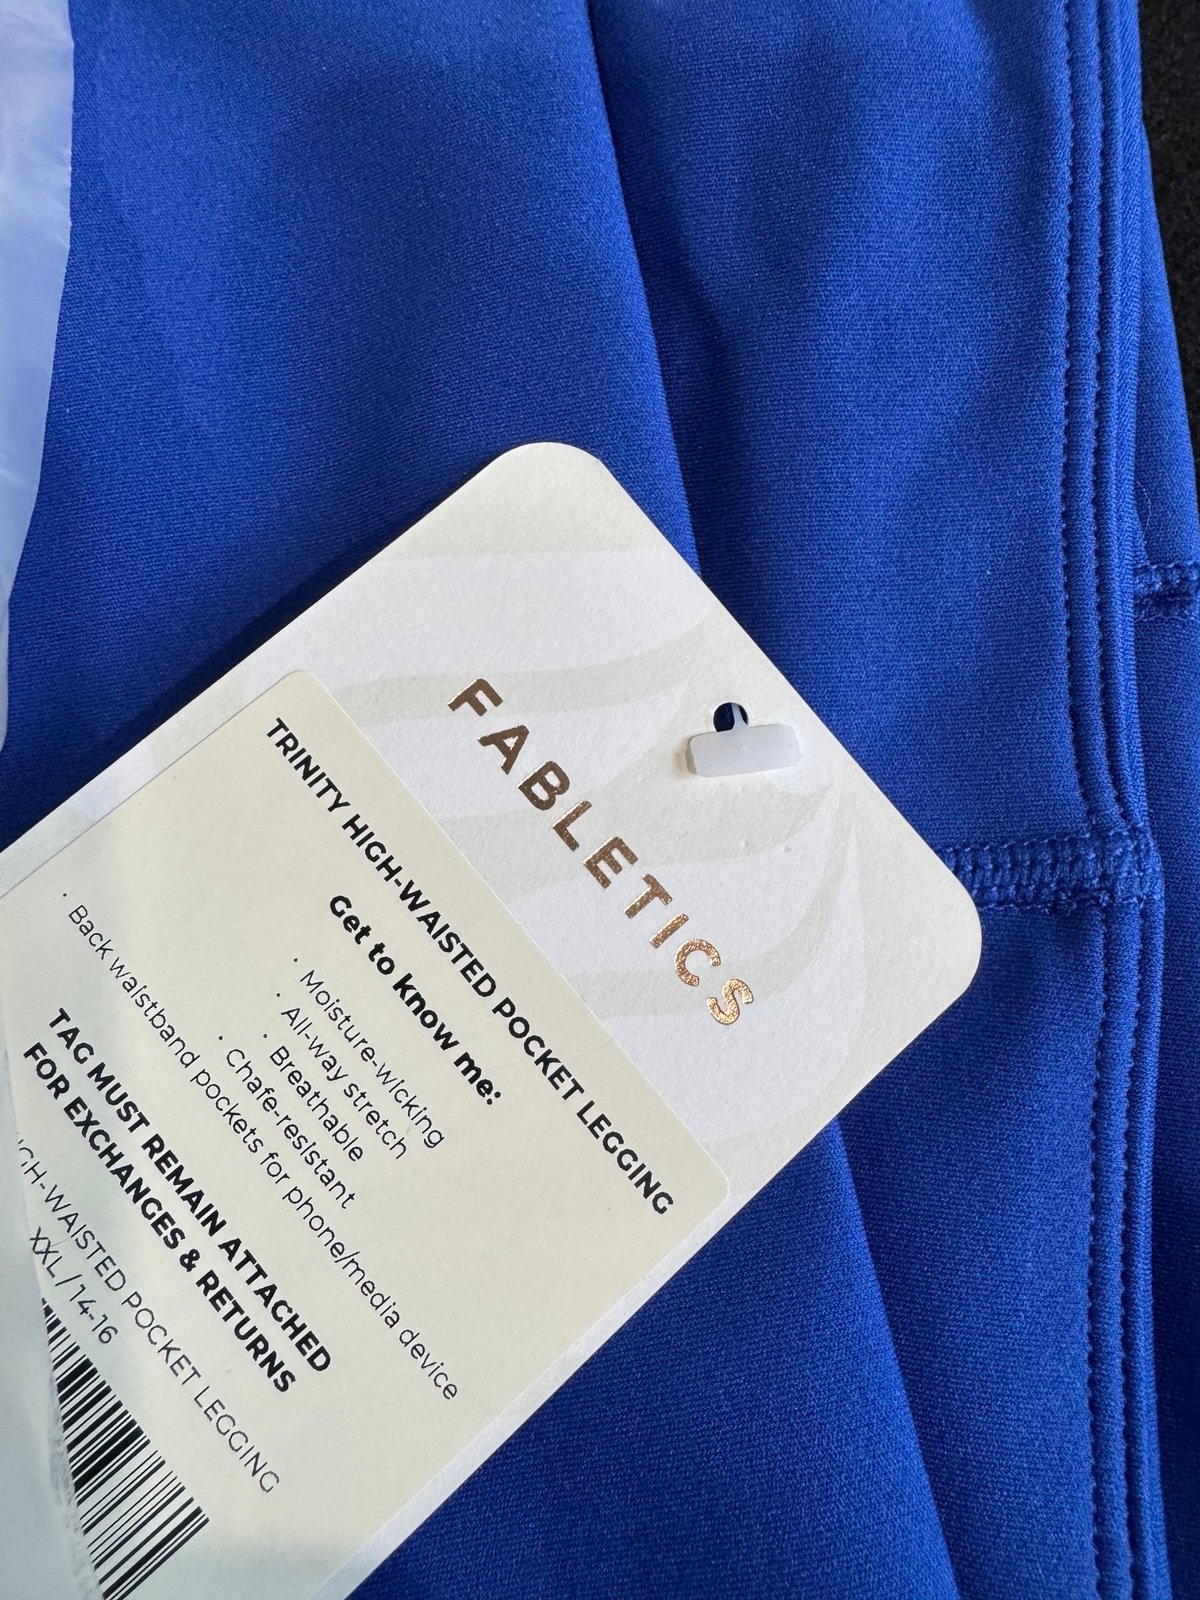 FABLETICS
TRINITY HIGH-WAISTED POCKET LEGGING
Get to know me:
· Moisture-wicking
· All-way stretch
· Breathable
· Chafe-resistant
· Back waistband pockets for phone/media device
TAG MUST REMAIN ATTACHED
FOR EXCHANGES & RETURNS
-WAISTED POCKET LEGGING
XXL / 14-16